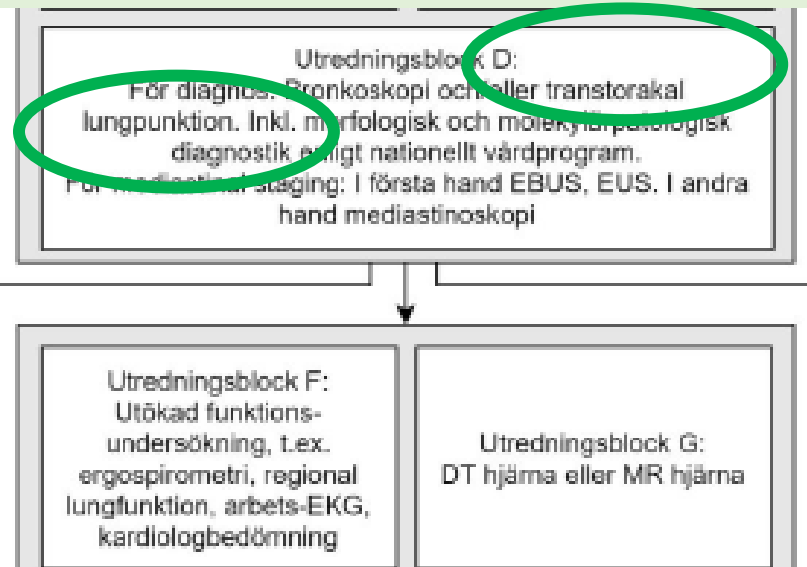 Utredningsblock D:
För diagnos: Bronkoskopi och/eller transtorakal
lungpunktion. Inkl. morfologisk och molekylärpatologisk
diagnostik enligt nationellt vårdprogram.
För mediastinal staging: I första hand EBUS, EUS. I andra
hand mediastinoskopi
Utredningsblock F:
Utökad funktions-
undersökning, t.ex.
ergospirometri, regional
lungfunktion, arbets-EKG,
kardiologbedömning
Utredningsblock G:
DT hjärna eller MR hjärna